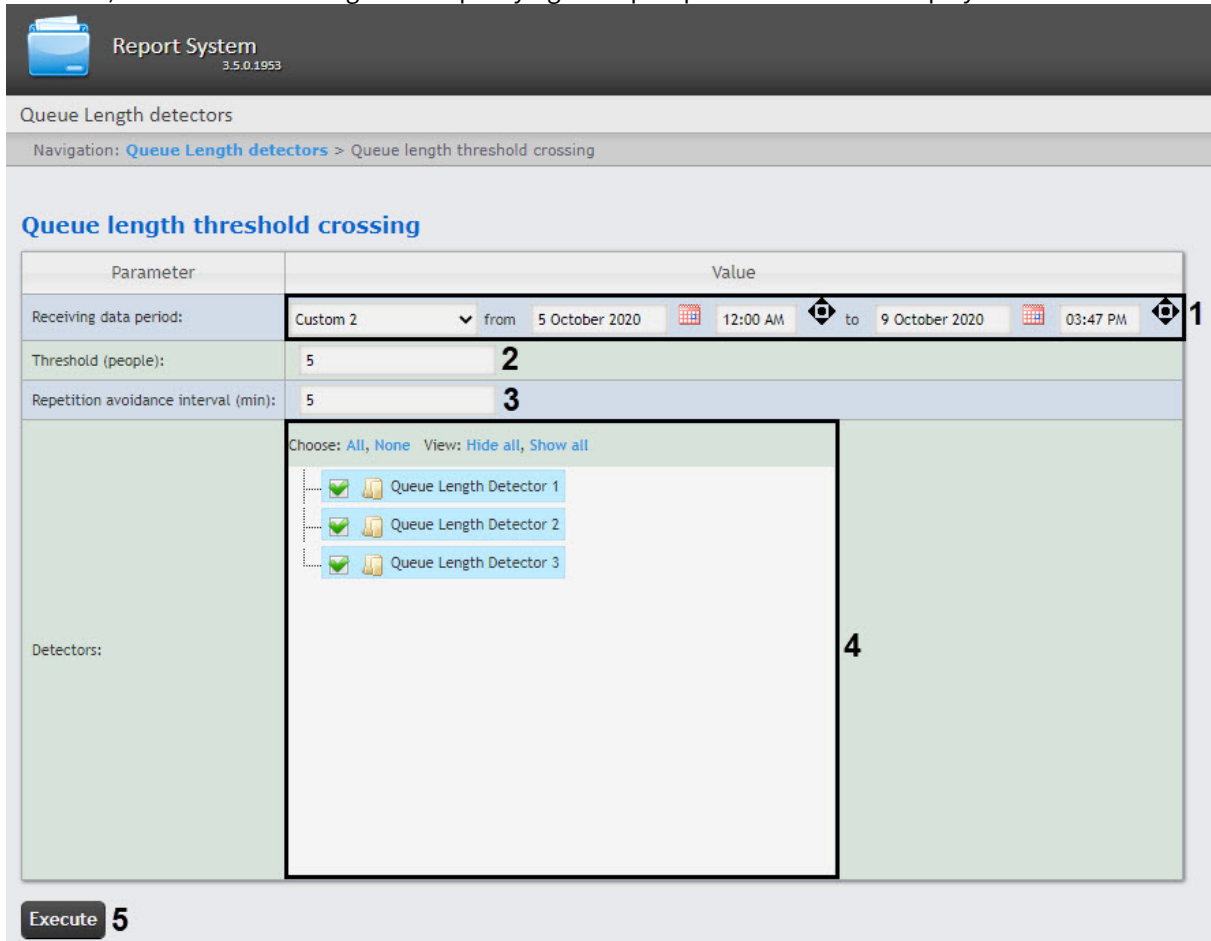 Report System
3.5.0.1953
Queue Length detectors
Navigation: Queue Length detectors > Queue length threshold crossing
Queue length threshold crossing
Parameter Value
Receiving data period: Custom 2 from 5 October 2020 12:00 AM to 9 October 2020 03:47 PM 1
Threshold (people): 5 2
Repetition avoidance interval (min): 5 3
Choose: All, None View: Hide all, Show all
Queue Length Detector 1
Queue Length Detector 2
Queue Length Detector 3
Detectors: 4
Execute 5